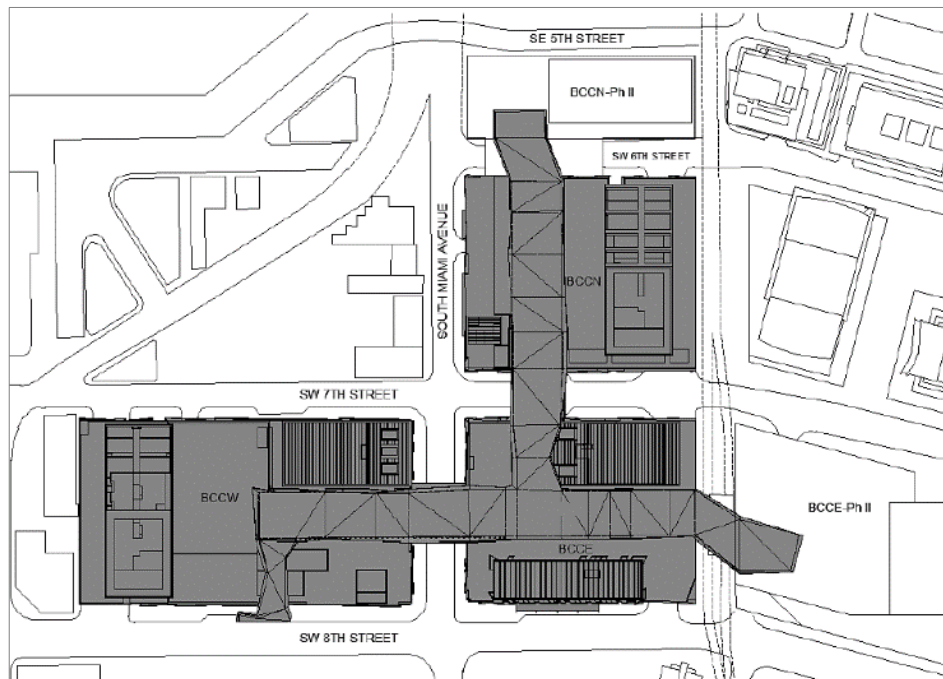 SE 5TH STREET
BCCN-Ph II
SW 6TH STREET
SOUTH MIAMI AVENUE
BCCN
SW 7TH STREET
BCCW
BCCE-Ph II
BCCE
SW 8TH STREET